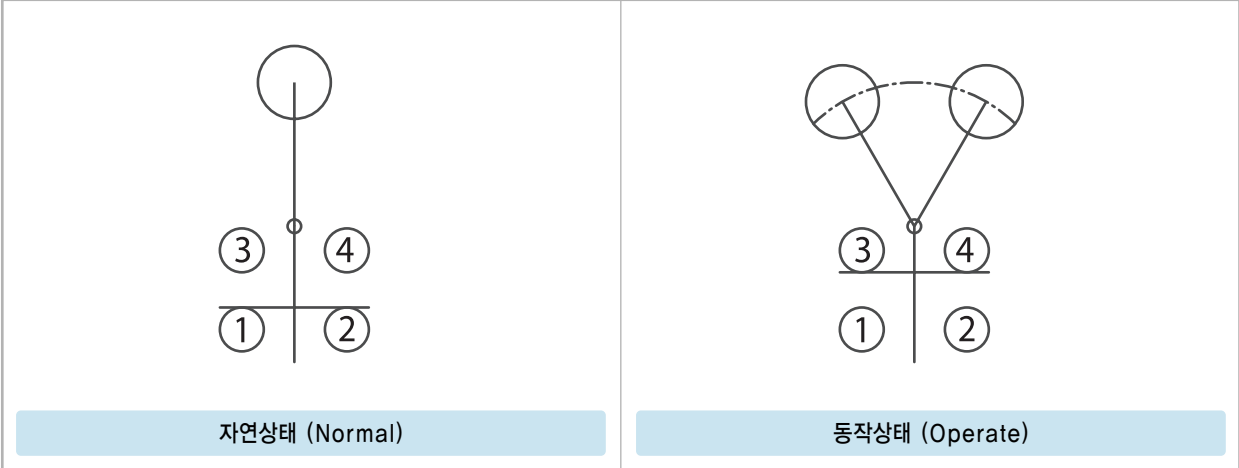 ③ ④
① ②
자연상태 (Normal)
③ ④
① ②
동작상태 (Operate)